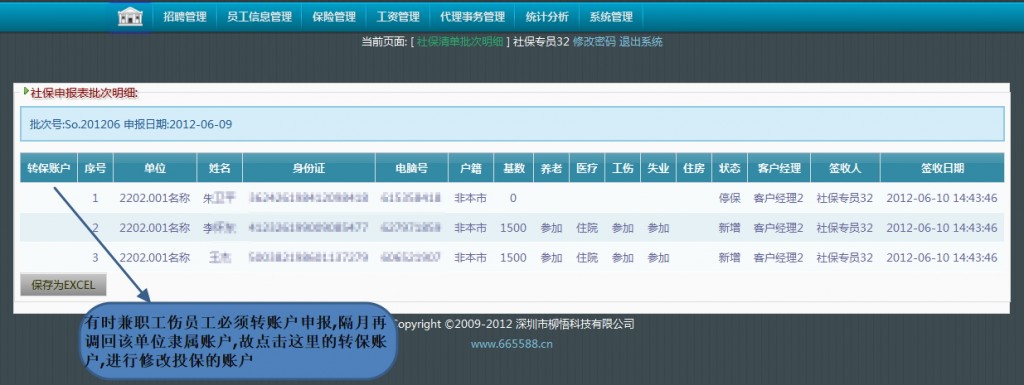 招聘管理 员工信息管理 保险管理 工资管理 代理事务管理 统计分析 系统管理
当前页面: [ 社保清单批次明细 ] 社保专员32 修改密码 退出系统
社保申报表批次明细:
批次号:So.201206 申报日期:2012-06-09
转保账户 序号 单位 姓名 身份证 电脑号 户籍 基数 养老 医疗 工伤 失业 住房 状态 客户经理 签收人 签收日期
1 2202.001名称 朱 非本市 0 停保 客户经理2 社保专员32 2012-06-10 14:43:46
2 2202.001名称 李 非本市 1500 参加 住院 参加 参加 新增 客户经理2 社保专员32 2012-06-10 14:43:46
3 2202.001名称 非本市 1500 参加 住院 参加 参加 新增 客户经理2 社保专员32 2012-06-10 14:43:46
保存为EXCEL
有时兼职工伤员工必须转账户申报,隔月再
调回该单位隶属账户,故点击这里的转保账
户,进行修改投保的账户
Copyright ©2009-2012 深圳市柳悟科技有限公司
www.665588.cn